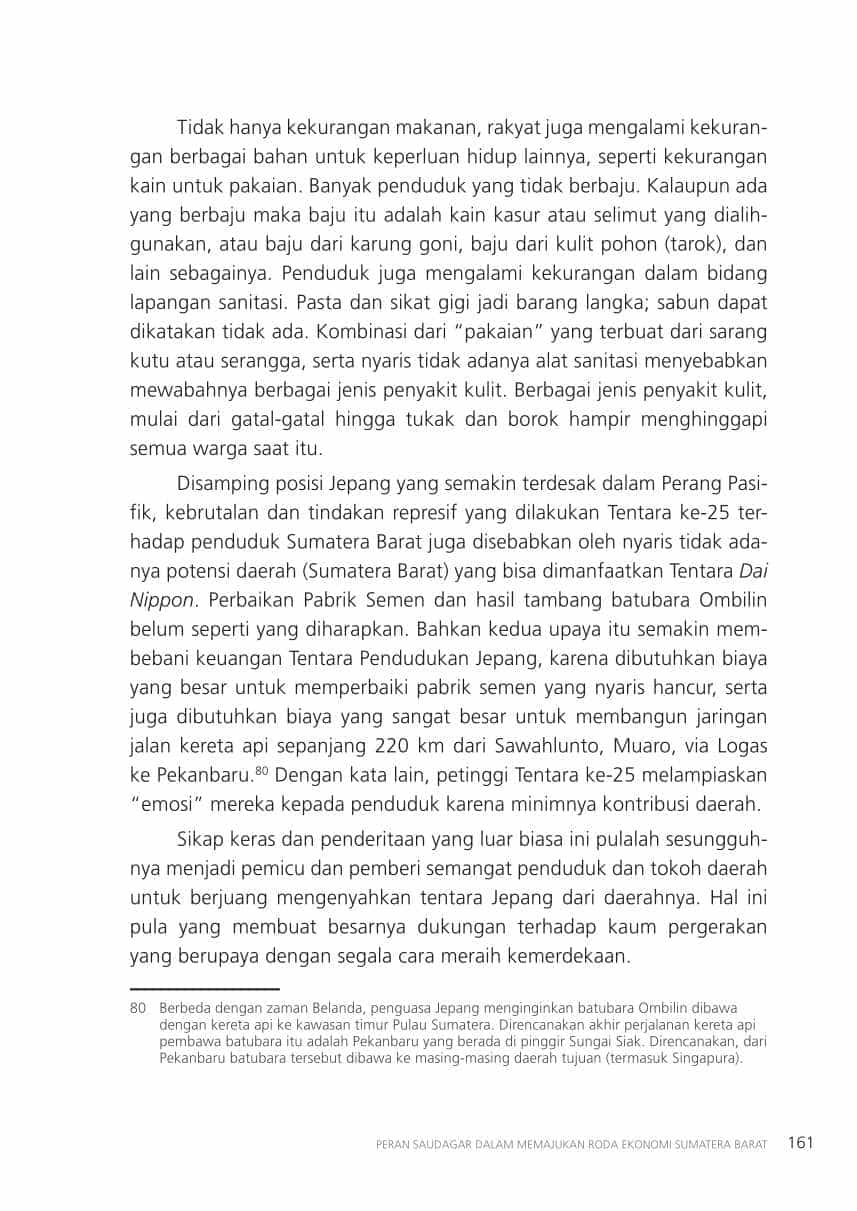 Tidak hanya kekurangan makanan, rakyat juga mengalami kekuran-
gan berbagai bahan untuk keperluan hidup lainnya, seperti kekurangan
kain untuk pakaian. Banyak penduduk yang tidak berbaju. Kalaupun ada
yang berbaju maka baju itu adalah kain kasur atau selimut yang dialih-
gunakan, atau baju dari karung goni, baju dari kulit pohon (tarok), dan
lain sebagainya. Penduduk juga mengalami kekurangan dalam bidang
lapangan sanitasi. Pasta dan sikat gigi jadi barang langka; sabun dapat
dikatakan tidak ada. Kombinasi dari “pakaian” yang terbuat dari sarang
kutu atau serangga, serta nyaris tidak adanya alat sanitasi menyebabkan
mewabahnya berbagai jenis penyakit kulit. Berbagai jenis penyakit kulit,
mulai dari gatal-gatal hingga tukak dan borok hampir menghinggapi
semua warga saat itu.
Disamping posisi Jepang yang semakin terdesak dalam Perang Pasi-
fik, kebrutalan dan tindakan represif yang dilakukan Tentara ke-25 ter-
hadap penduduk Sumatera Barat juga disebabkan oleh nyaris tidak ada-
nya potensi daerah (Sumatera Barat) yang bisa dimanfaatkan Tentara Dai
Nippon. Perbaikan Pabrik Semen dan hasil tambang batubara Ombilin
belum seperti yang diharapkan. Bahkan kedua upaya itu semakin mem-
bebani keuangan Tentara Pendudukan Jepang, karena dibutuhkan biaya
yang besar untuk memperbaiki pabrik semen yang nyaris hancur, serta
juga dibutuhkan biaya yang sangat besar untuk membangun jaringan
jalan kereta api sepanjang 220 km dari Sawahlunto, Muaro, via Logas
ke Pekanbaru.80 Dengan kata lain, petinggi Tentara ke-25 melampiaskan
“emosi” mereka kepada penduduk karena minimnya kontribusi daerah.
Sikap keras dan penderitaan yang luar biasa ini pulalah sesungguh-
nya menjadi pemicu dan pemberi semangat penduduk dan tokoh daerah
untuk berjuang mengenyahkan tentara Jepang dari daerahnya. Hal ini
pula yang membuat besarnya dukungan terhadap kaum pergerakan
yang berupaya dengan segala cara meraih kemerdekaan.
80 Berbeda dengan zaman Belanda, penguasa Jepang menginginkan batubara Ombilin dibawa
dengan kereta api ke kawasan timur Pulau Sumatera. Direncanakan akhir perjalanan kereta api
pembawa batubara itu adalah Pekanbaru yang berada di pinggir Sungai Siak. Direncanakan, dari
Pekanbaru batubara tersebut dibawa ke masing-masing daerah tujuan (termasuk Singapura).
PERAN SAUDAGAR DALAM MEMAJUKAN RODA EKONOMI SUMATERA BARAT 161